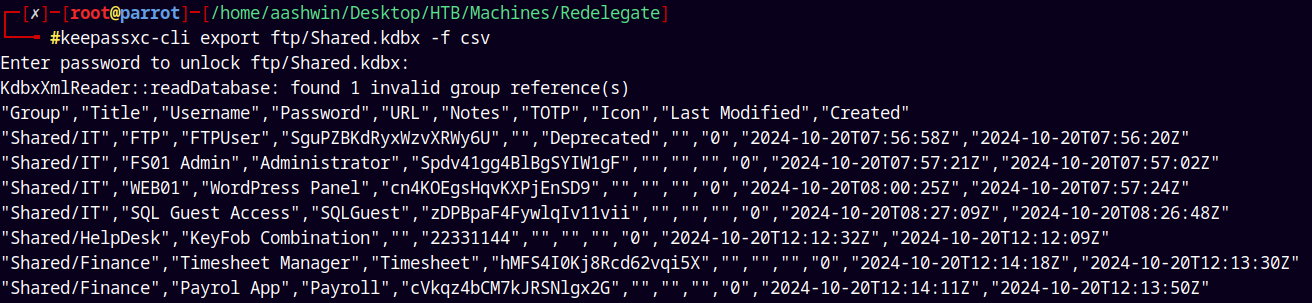 ┌─[✗]─[root@parrot]─[/home/aashwin/Desktop/HTB/Machines/Redelegate]
└──╼ #keepassxc-cli export ftp/Shared.kdbx -f csv
Enter password to unlock ftp/Shared.kdbx:
KdbxXmlReader::readDatabase: found 1 invalid group reference(s)
"Group","Title","Username","Password","URL","Notes","TOTP","Icon","Last Modified","Created"
"Shared/IT","FTP","FTPUser","SguPZBKdRyxWzvXRWy6U","","Deprecated","","0","2024-10-20T07:56:58Z","2024-10-20T07:56:20Z"
"Shared/IT","FS01 Admin","Administrator","Spdv41gg4BlBgSYIW1gF","","","","0","2024-10-20T07:57:21Z","2024-10-20T07:57:02Z"
"Shared/IT","WEB01","WordPress Panel","cn4KOEgsHqvKXPjEnSD9","","","","0","2024-10-20T08:00:25Z","2024-10-20T07:57:24Z"
"Shared/IT","SQL Guest Access","SQLGuest","zDPBpaF4FywlqIv11vii","","","","0","2024-10-20T08:27:09Z","2024-10-20T08:26:48Z"
"Shared/HelpDesk","KeyFob Combination","","22331144","","","","0","2024-10-20T12:12:32Z","2024-10-20T12:12:09Z"
"Shared/Finance","Timesheet Manager","Timesheet","hMFS4I0Kj8Rcd62vqi5X","","","","0","2024-10-20T12:14:18Z","2024-10-20T12:13:30Z"
"Shared/Finance","Payrol App","Payroll","cVkqz4bCM7kJRSNlgx2G","","","","0","2024-10-20T12:14:11Z","2024-10-20T12:13:50Z"